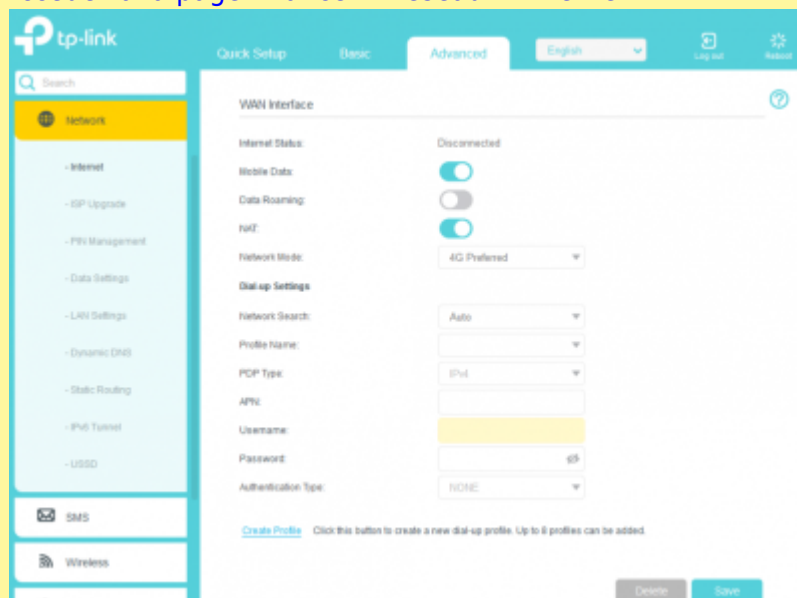 tp-link
Quick Setup
Basic
Advanced
English
Log out
Reboot
Search
Network
- Internet
- ISP Upgrade
- PIN Management
- Data Settings
- LAN Settings
- Dynamic DNS
- Static Routing
- IPv6 Tunnel
- USSD
SMS
Wireless
WAN Interface
Internet Status: Disconnected
Mobile Data:
Data Roaming:
NAT:
Network Mode: 4G Preferred
Dial-up Settings
Network Search: Auto
Profile Name:
PDP Type: IPv4
APN:
Username:
Password:
Authentication Type: NONE
Create Profile Click this button to create a new dial-up profile. Up to 8 profiles can be added.
Delete
Save